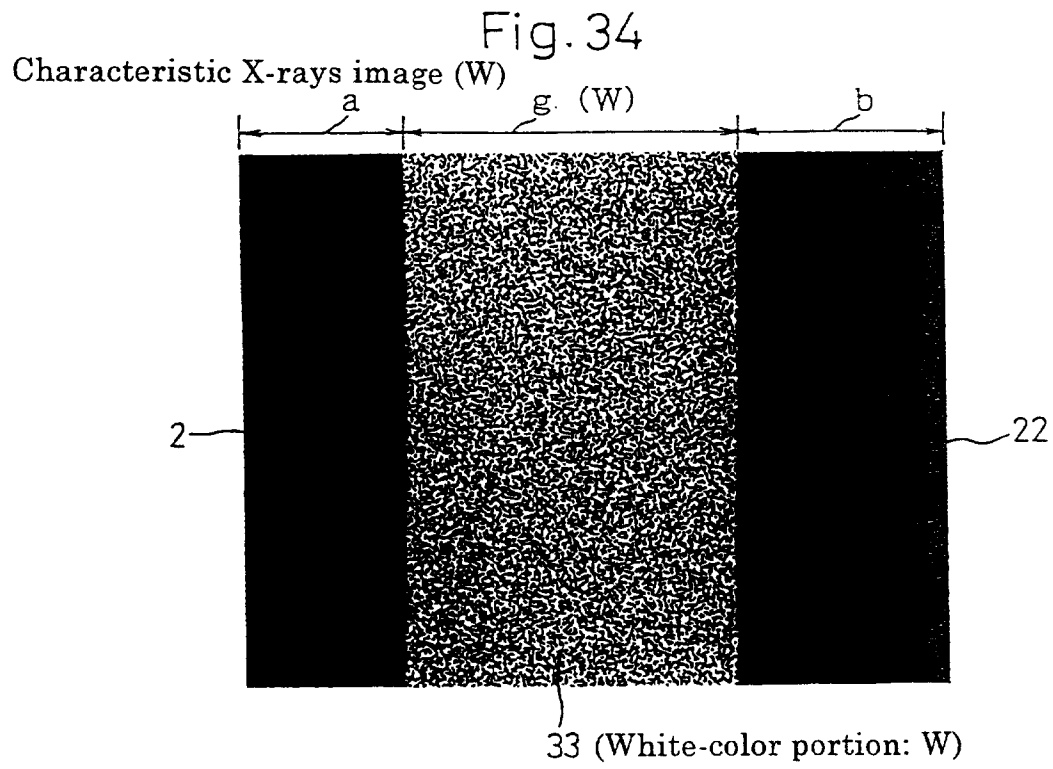 Fig. 34
Characteristic X-rays image (W)
a g. (W) b
2 22
33 (White-color portion: W)